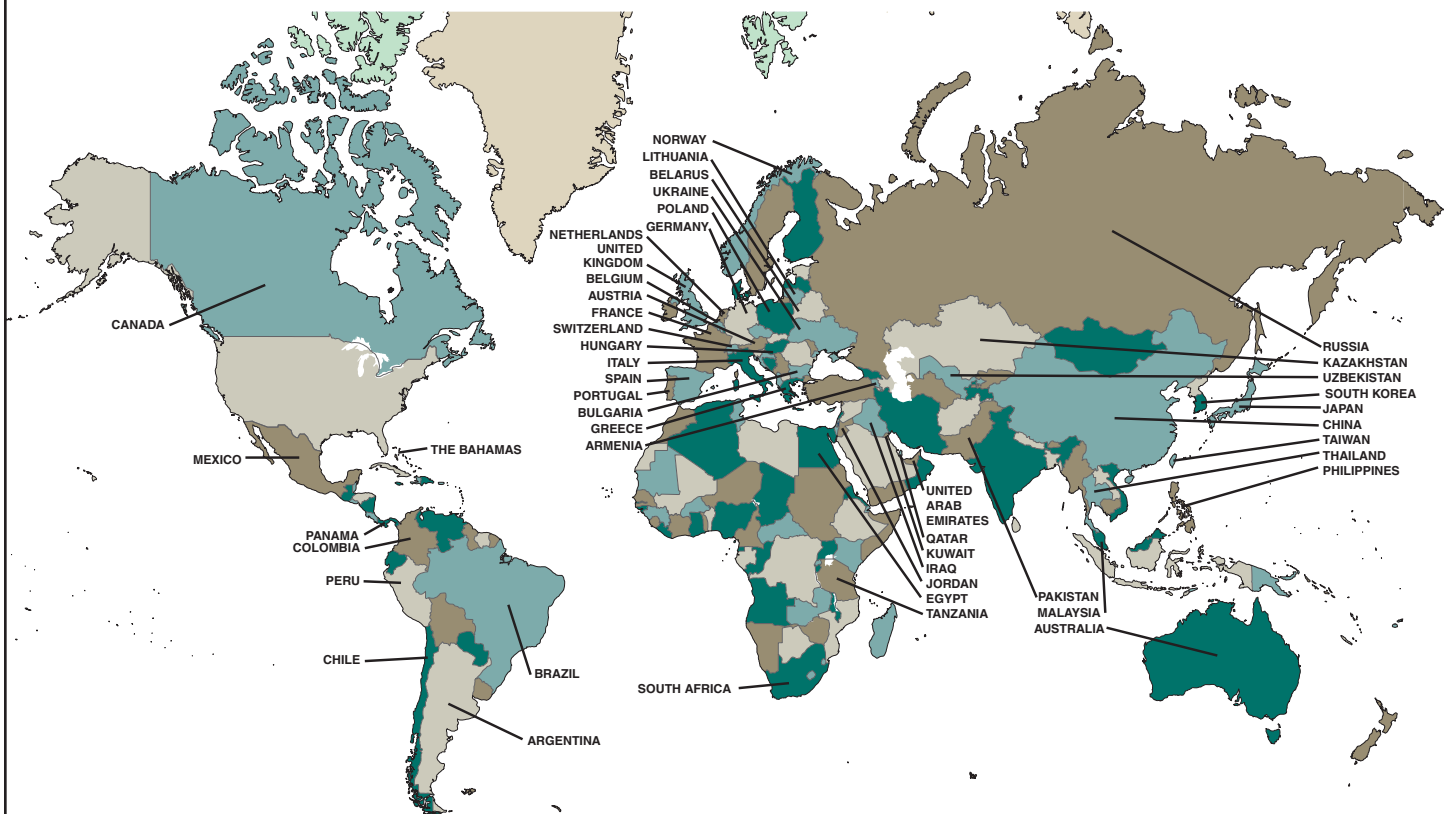 NORWAY
LITHUANIA
BELARUS
UKRAINE
POLAND
GERMANY
NETHERLANDS
UNITED
KINGDOM
BELGIUM
AUSTRIA
FRANCE
SWITZERLAND
HUNGARY
ITALY
SPAIN
PORTUGAL
BULGARIA
GREECE
ARMENIA
CANADA
THE BAHAMAS
MEXICO
PANAMA
COLOMBIA
PERU
CHILE
BRAZIL
ARGENTINA
SOUTH AFRICA
UNITED
ARAB
EMIRATES
QATAR
KUWAIT
IRAQ
JORDAN
EGYPT
TANZANIA
PAKISTAN
MALAYSIA
AUSTRALIA
RUSSIA
KAZAKHSTAN
UZBEKISTAN
SOUTH KOREA
JAPAN
CHINA
TAIWAN
THAILAND
PHILIPPINES